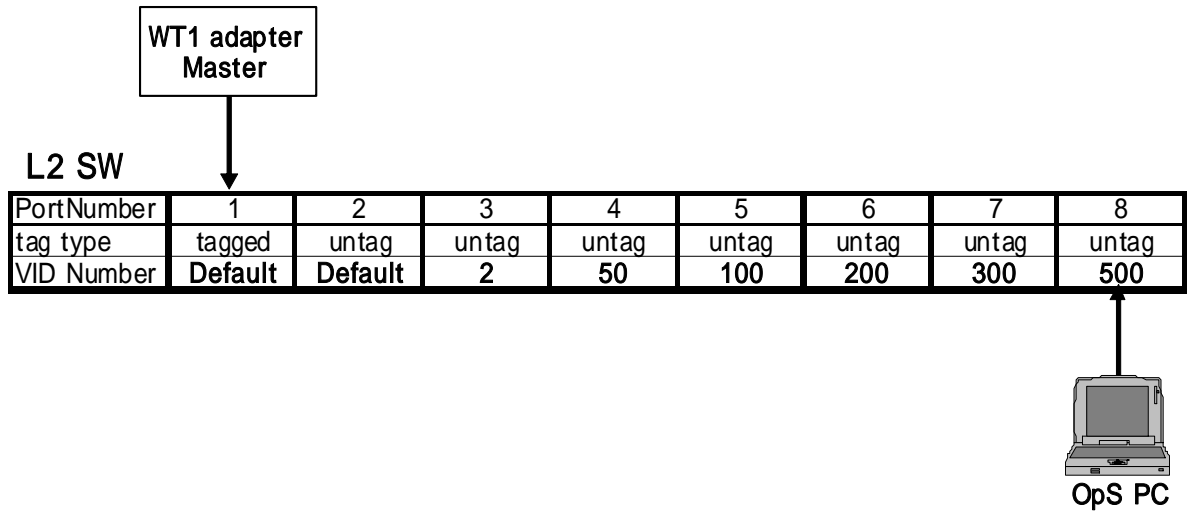 WT1 adapter
Master
L2 SW
PortNumber 1 2 3 4 5 6 7 8
tag type tagged untag untag untag untag untag untag untag
VID Number Default Default 2 50 100 200 300 500
OpS PC